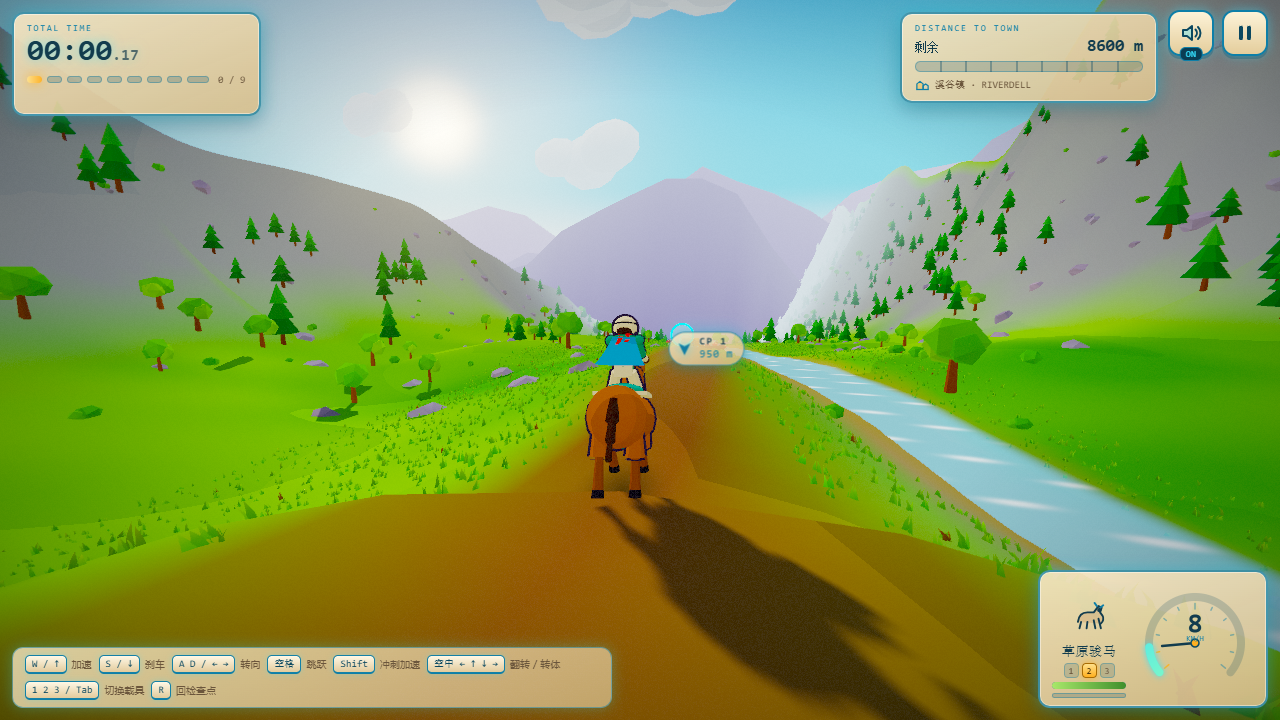 TOTAL TIME
00:00.17
0 / 9
DISTANCE TO TOWN
剩余 8600 m
溪谷镇 · RIVERDELL
ON
CP 1
950 m
8
KM/H
草原骏马
1 2 3
W / ↑ 加速 S / ↓ 刹车 A D / ← → 转向 空格 跳跃 Shift 冲刺加速 空中 ← ↑ ↓ → 翻转 / 转体
1 2 3 / Tab 切换载具 R 回检查点